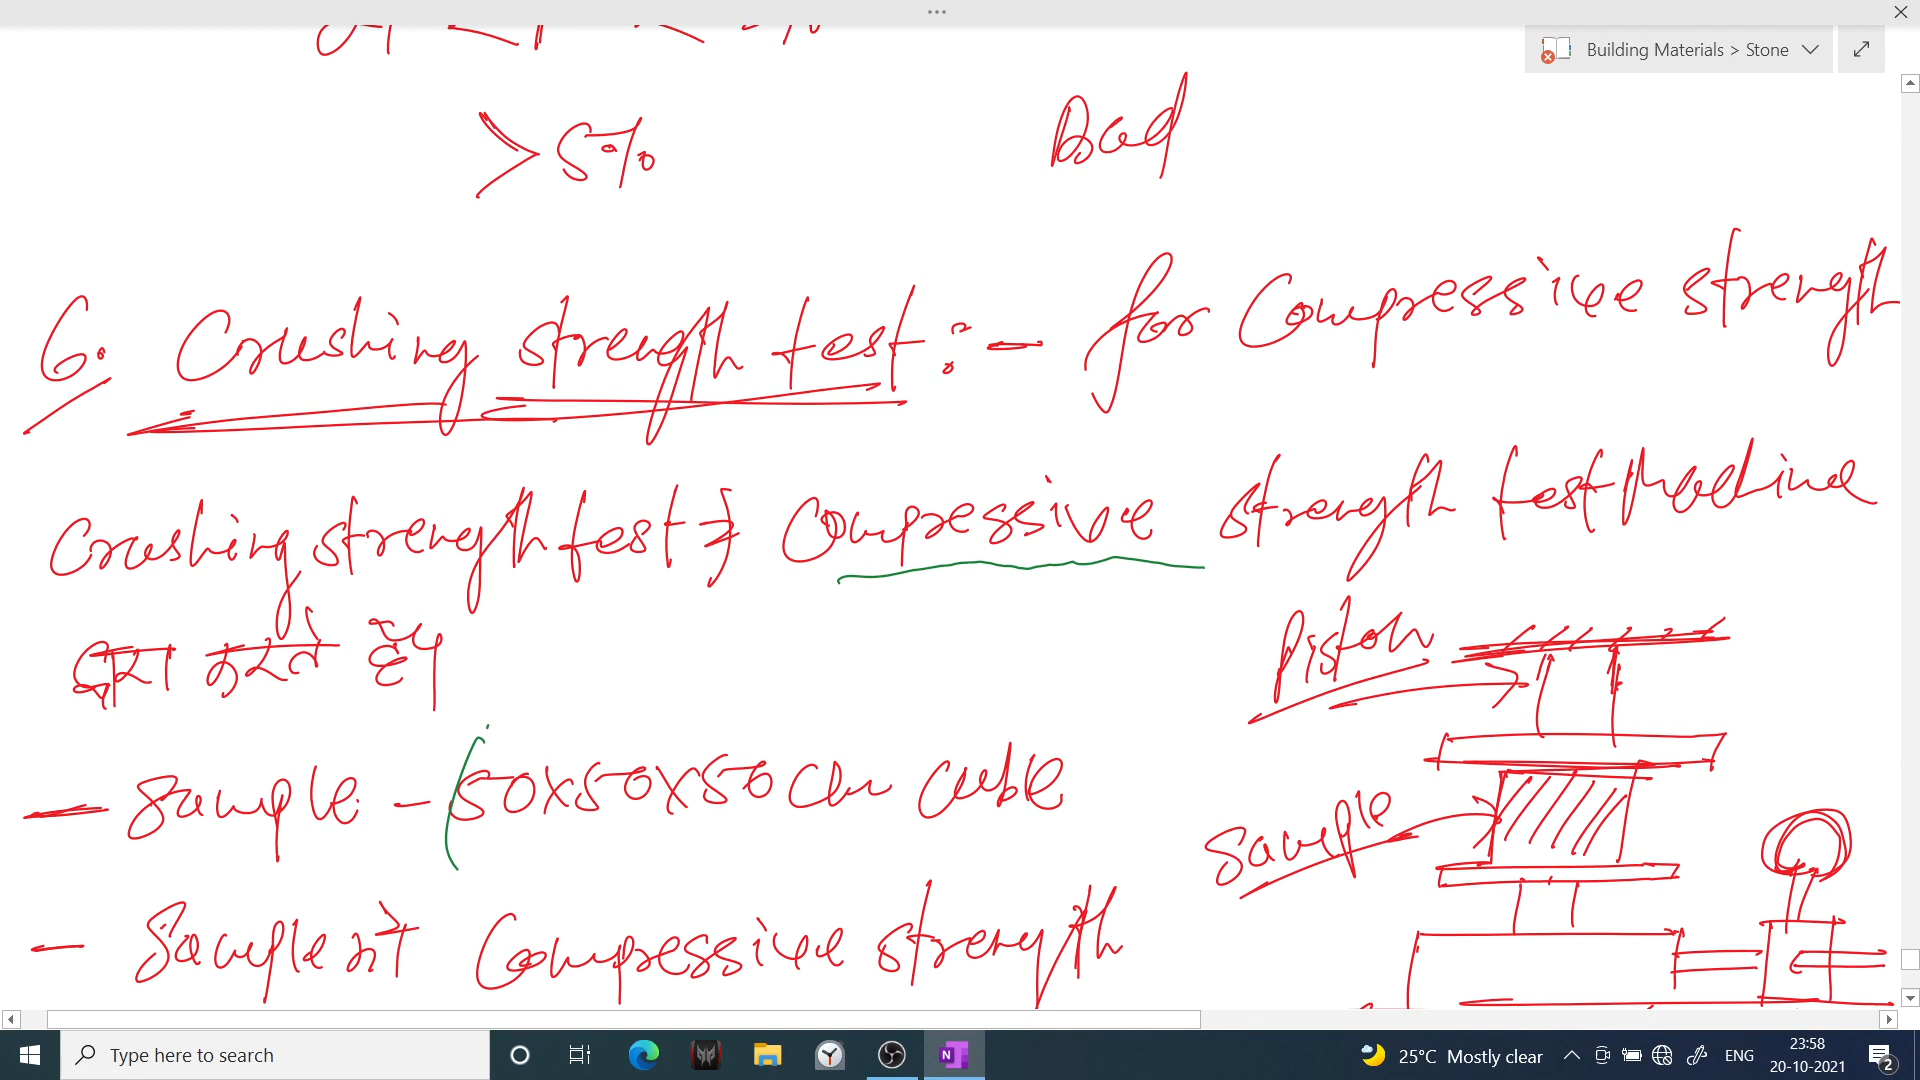 Building Materials > Stone
>5% Bad
6. Crushing strength test:- for Compressive strength
Crushing strength test → Compressive strength test Machine
द्वारा करते हैं।
Piston
- Sample - 50X50X50 cm cube
Sample
- Sample को Compressive strength
Type here to search
25°C Mostly clear
ENG
23:58
20-10-2021
2